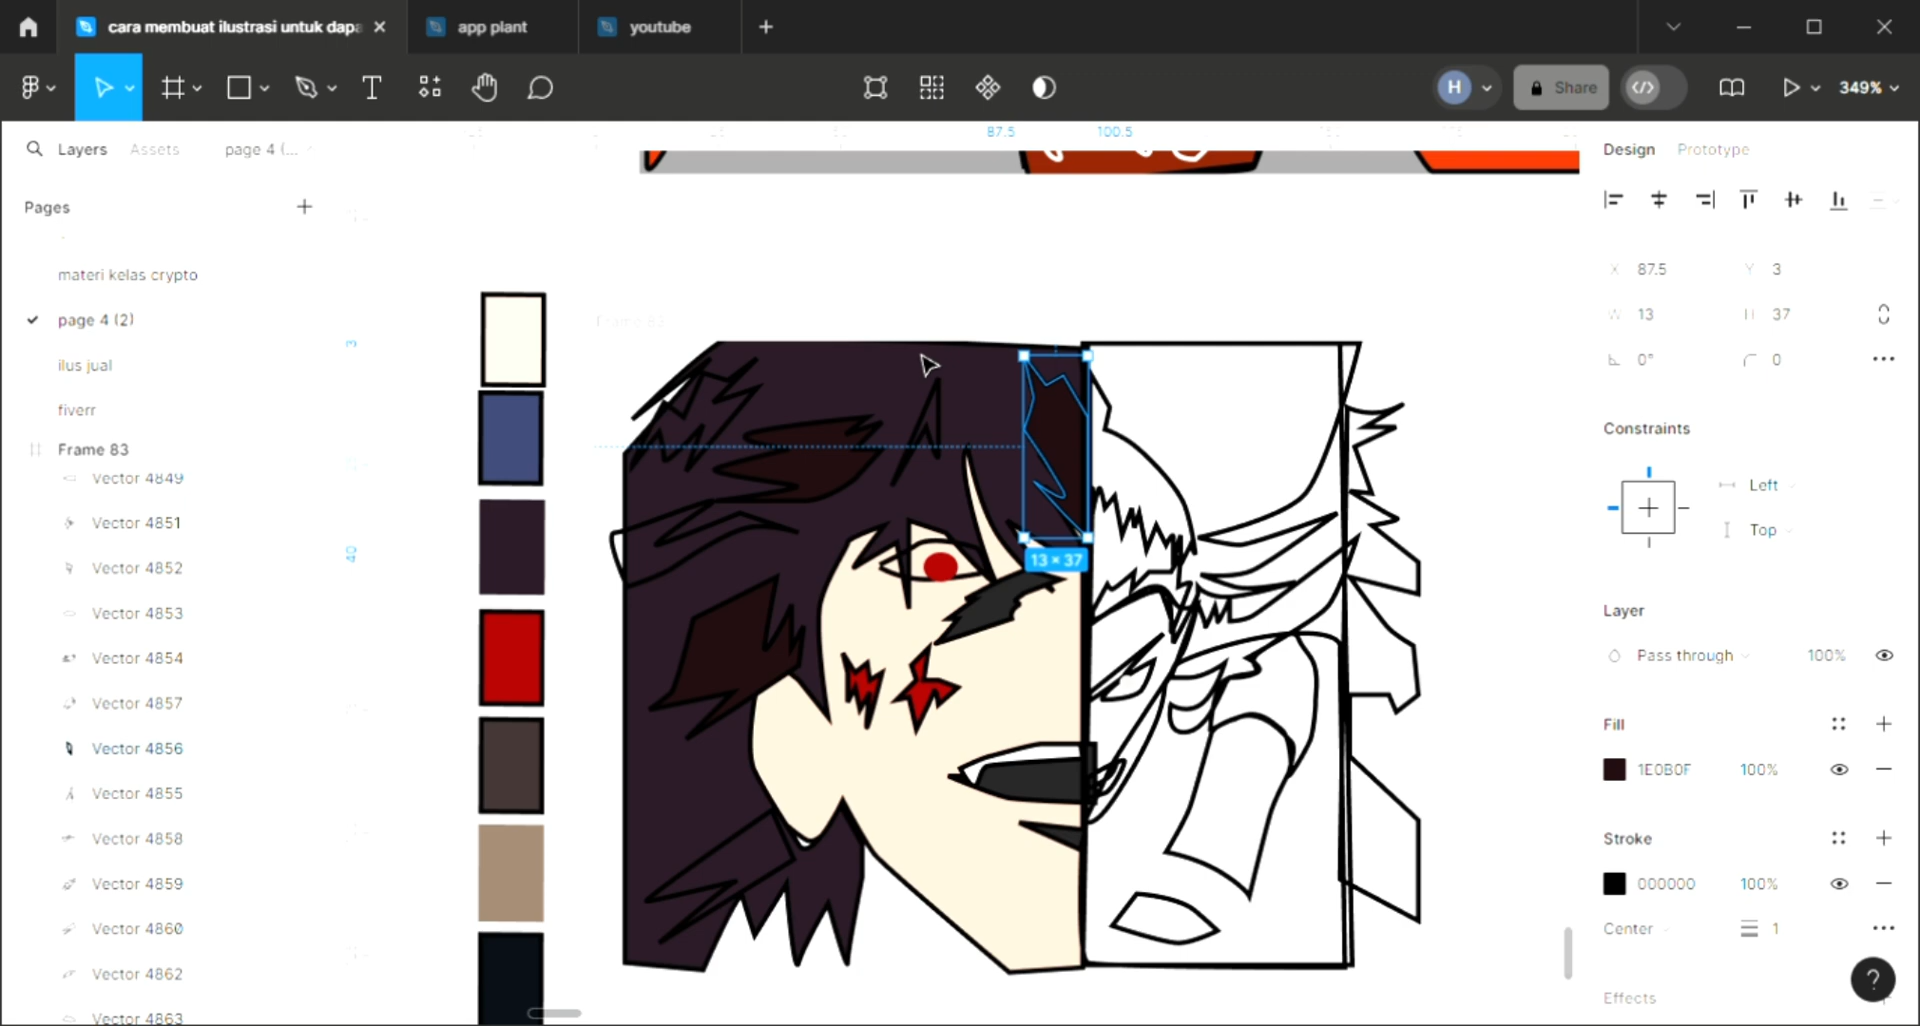 cara membuat ilustrasi untuk dapa
app plant
youtube
H
Share
349%
Layers
Assets
page 4 (...
87.5
100.5
Design
Prototype
Pages
materi kelas crypto
page 4 (2)
ilus jual
fiverr
Frame 83
Vector 4849
Vector 4851
Vector 4852
Vector 4853
Vector 4854
Vector 4857
Vector 4856
Vector 4855
Vector 4858
Vector 4859
Vector 4860
Vector 4862
Vector 4863
3
40
Frame 83
13 × 37
X 87.5
Y 3
W 13
H 37
0°
0
Constraints
Left
Top
Layer
Pass through
100%
Fill
1E0B0F
100%
Stroke
000000
100%
Center
1
Effects
?